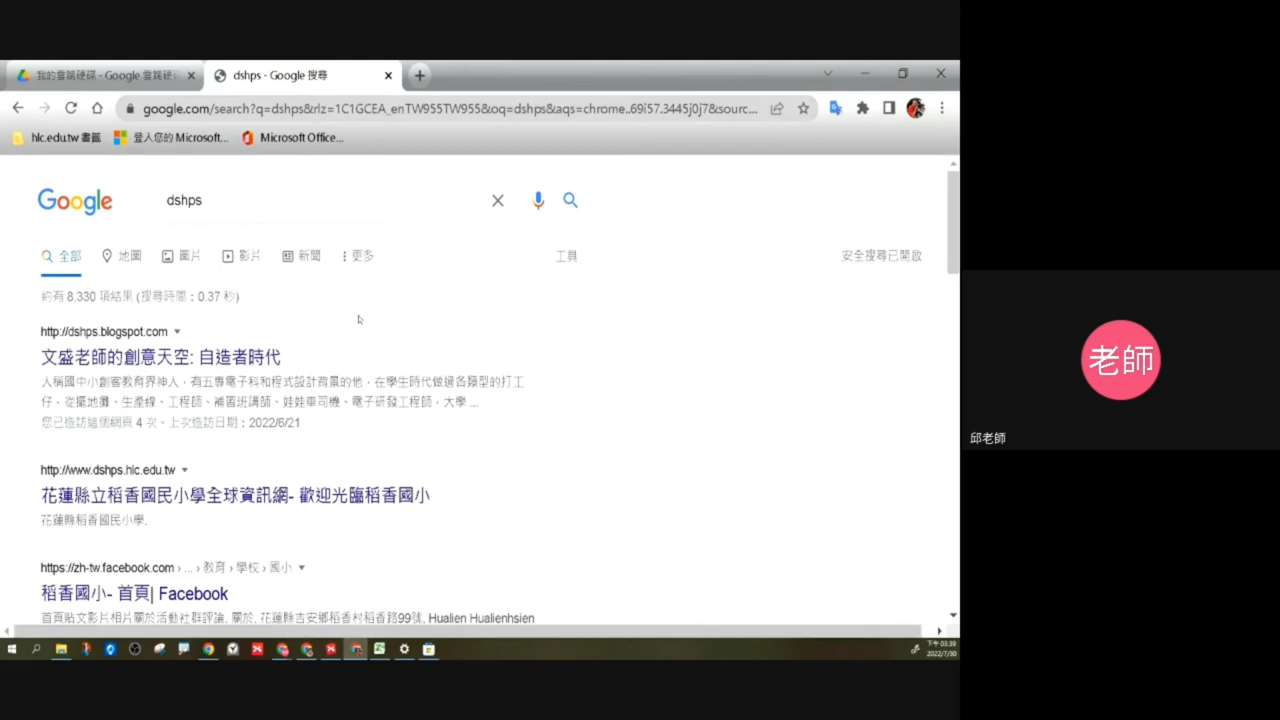 我的雲端硬碟 - Google 雲端硬
dshps - Google 搜尋
google.com/search?q=dshps&rlz=1C1GCEA_enTW955TW955&oq=dshps&aqs=chrome..69i57.3445j0j7&sourc...
hlc.edu.tw 書籤
登入您的 Microsoft...
Microsoft Office...
Google
dshps
全部
地圖
圖片
影片
新聞
更多
工具
安全搜尋已開啟
約有 8,330 項結果 (搜尋時間：0.37 秒)
http://dshps.blogspot.com
文盛老師的創意天空: 自造者時代
人稱國中小創客教育界神人，有五專電子科和程式設計背景的他，在學生時代做過各類型的打工
仔，從擺地攤、生產線、工程師、補習班講師、娃娃車司機、電子研發工程師，大學 ...
您已造訪這個網頁 4 次。上次造訪日期：2022/6/21
http://www.dshps.hlc.edu.tw
花蓮縣立稻香國民小學全球資訊網- 歡迎光臨稻香國小
花蓮縣稻香國民小學.
https://zh-tw.facebook.com › ... › 教育 › 學校 › 國小
稻香國小- 首頁| Facebook
首頁貼文影片相片關於活動社群評論. 關於. 花蓮縣吉安鄉稻香村稻香路99號. Hualien Hualienhsien
下午 03:39
2022/7/30
老師
邱老師